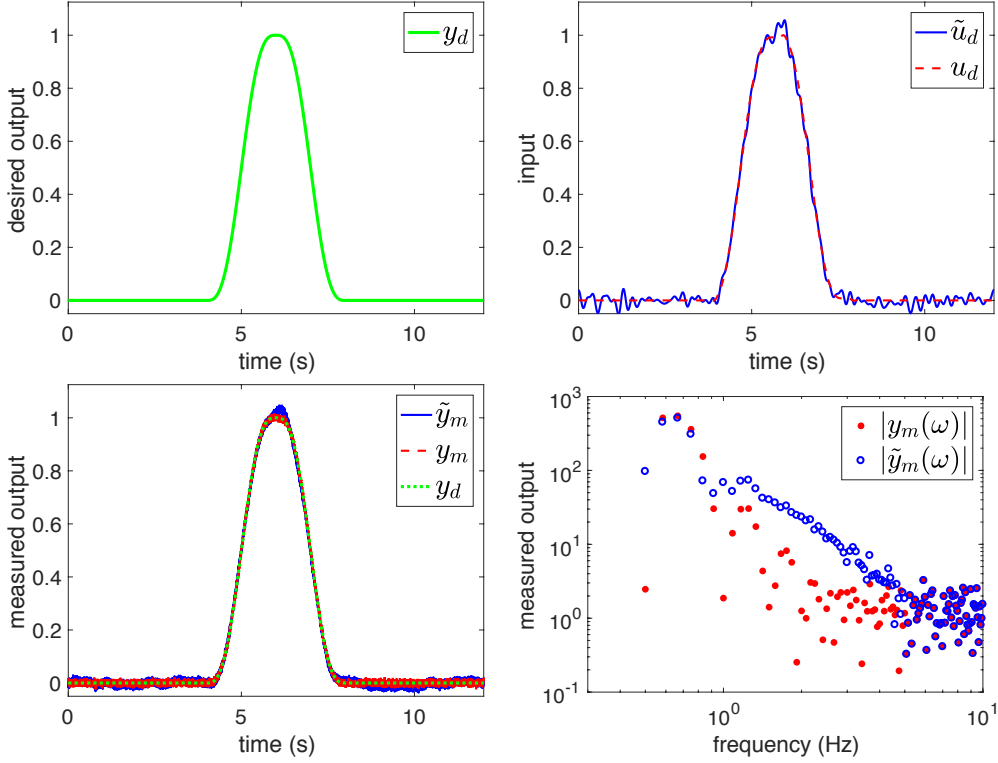 desired output
1
0.8
0.6
0.4
0.2
0
0 5 10
time (s)
y_d
input
1
0.8
0.6
0.4
0.2
0
0 5 10
time (s)
ũ_d
u_d
measured output
1
0.8
0.6
0.4
0.2
0
0 5 10
time (s)
ỹ_m
y_m
y_d
measured output
10^3
10^2
10^1
10^0
10^-1
10^0 10^1
frequency (Hz)
|y_m(ω)|
|ỹ_m(ω)|